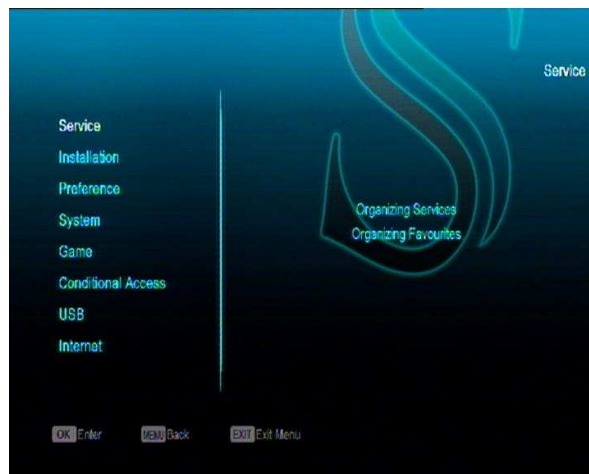 Service
Service
Installation
Preference
System
Game
Conditional Access
USB
Internet
Organizing Services
Organizing Favourites
OK Enter
MENU Back
EXIT Exit Menu